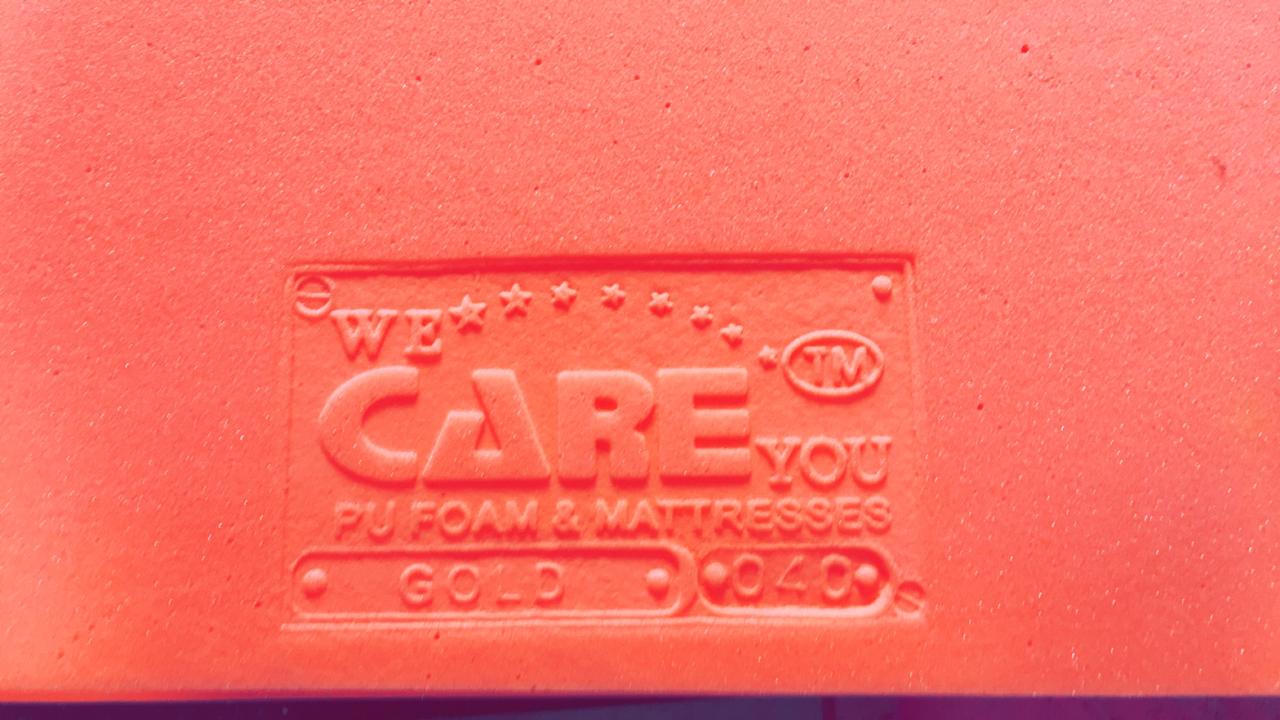 WE
TM
CARE
YOU
PU FOAM & MATTRESSES
GOLD 040